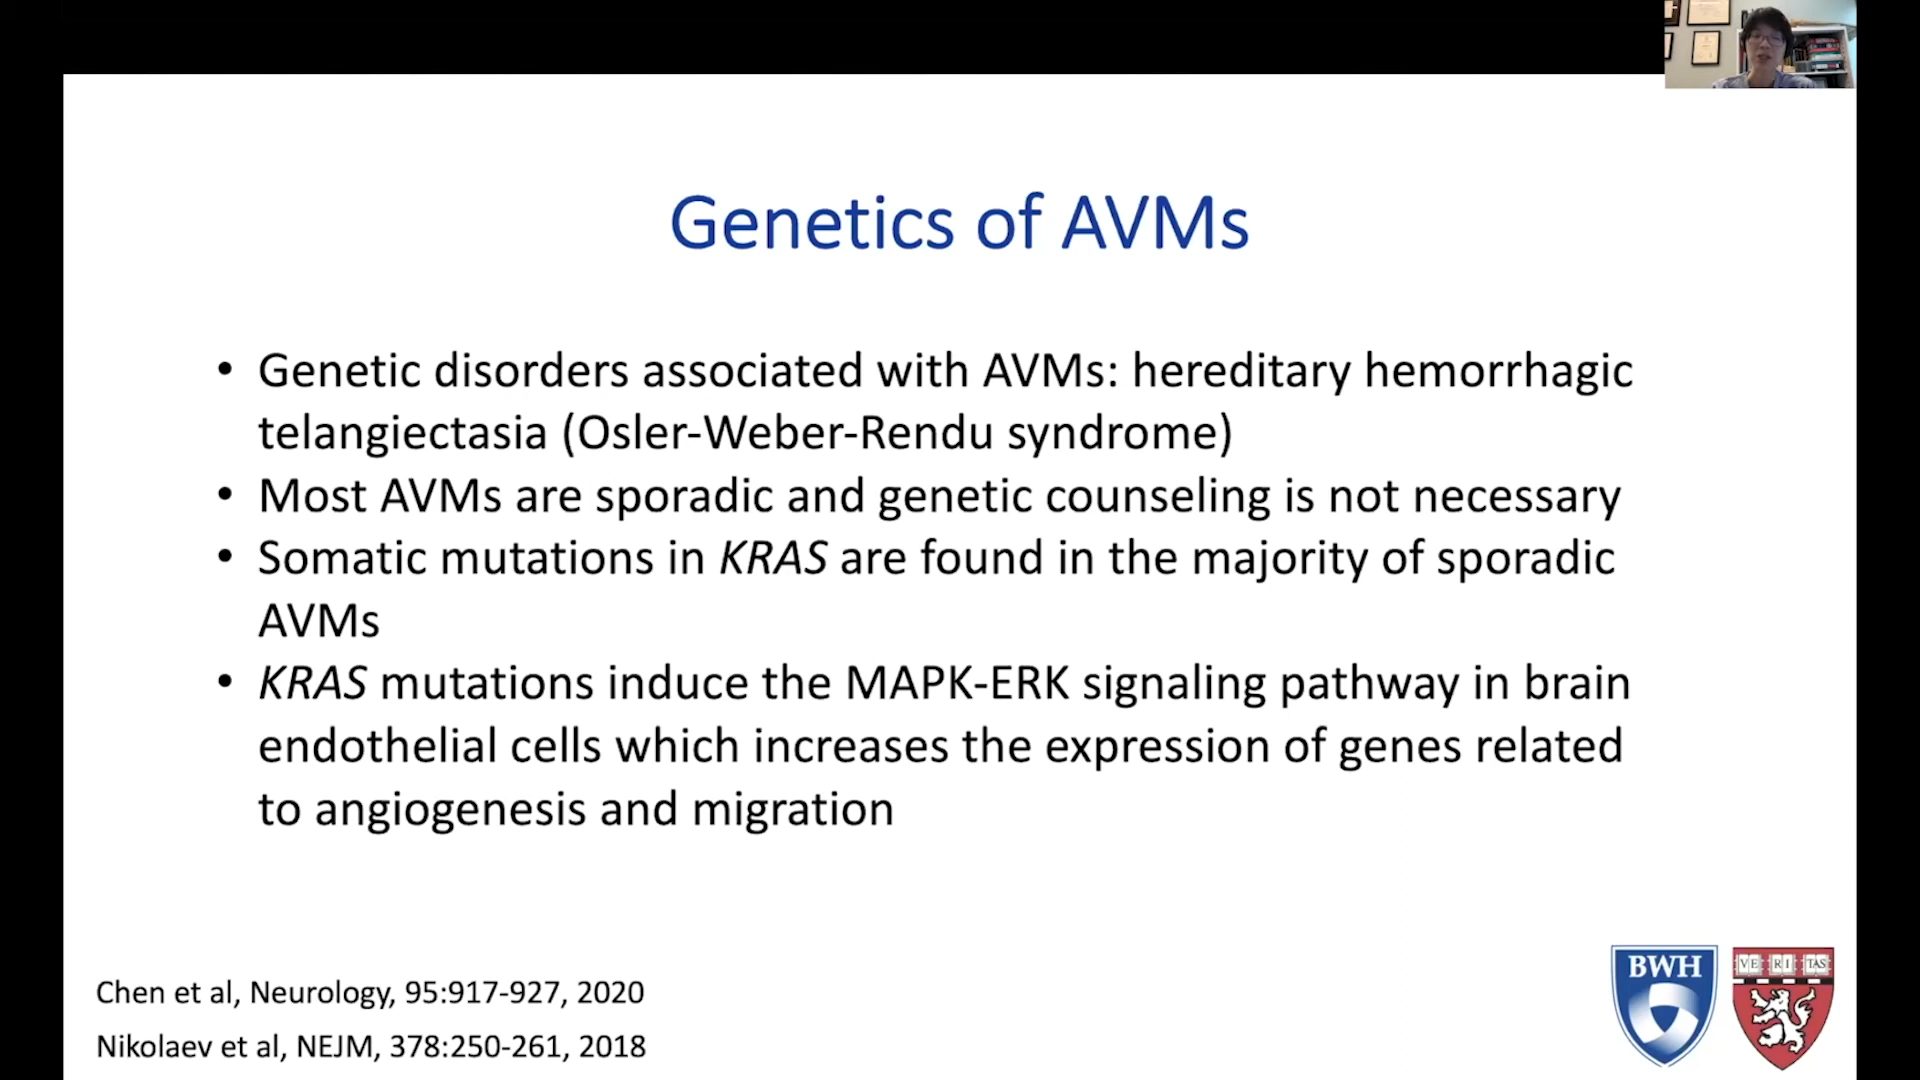 Genetics of AVMs
• Genetic disorders associated with AVMs: hereditary hemorrhagic
telangiectasia (Osler-Weber-Rendu syndrome)
• Most AVMs are sporadic and genetic counseling is not necessary
• Somatic mutations in KRAS are found in the majority of sporadic
AVMs
• KRAS mutations induce the MAPK-ERK signaling pathway in brain
endothelial cells which increases the expression of genes related
to angiogenesis and migration
Chen et al, Neurology, 95:917-927, 2020
Nikolaev et al, NEJM, 378:250-261, 2018
BWH
VE RI TAS